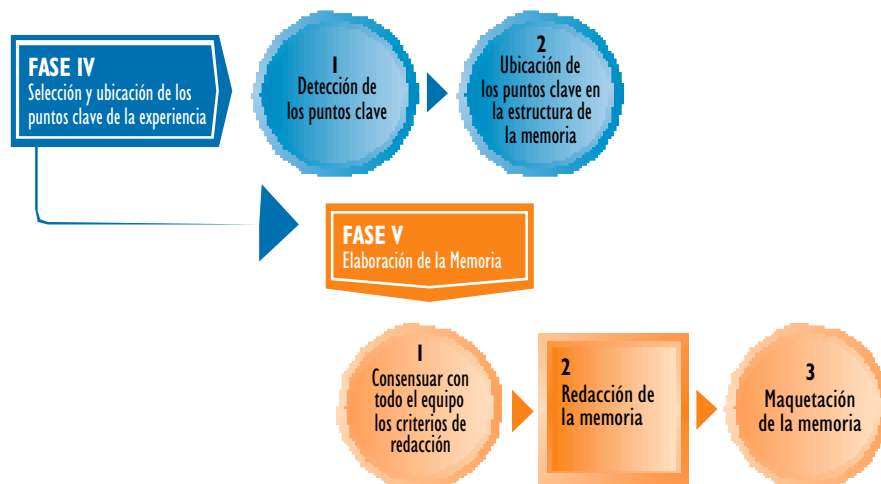 FASE IV
Selección y ubicación de los
puntos clave de la experiencia
1
Detección de
los puntos clave
2
Ubicación de
los puntos clave en
la estructura de
la memoria
FASE V
Elaboración de la Memoria
1
Consensuar con
todo el equipo
los criterios de
redacción
2
Redacción de
la memoria
3
Maquetación
de la memoria